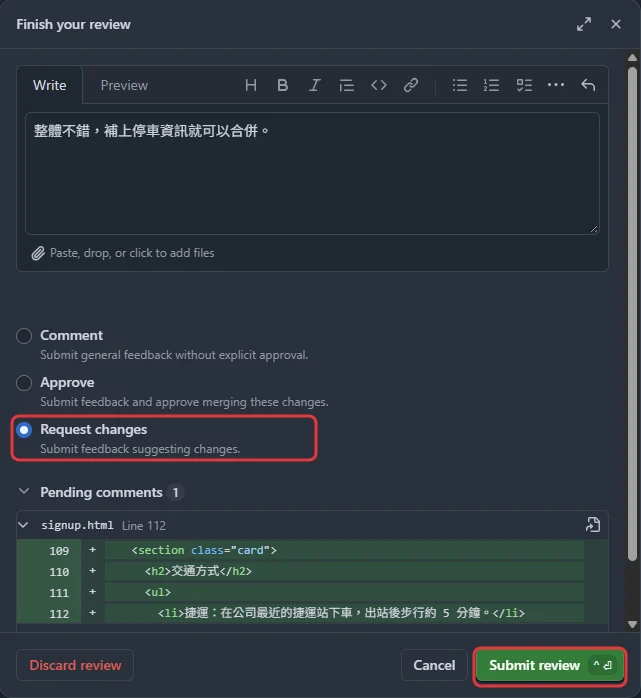 Finish your review
Write
Preview
整體不錯，補上停車資訊就可以合併。
Paste, drop, or click to add files
Comment
Submit general feedback without explicit approval.
Approve
Submit feedback and approve merging these changes.
Request changes
Submit feedback suggesting changes.
Pending comments 1
signup.html Line 112
109 + <section class="card">
110 + <h2>交通方式</h2>
111 + <ul>
112 + <li>捷運：在公司最近的捷運站下車，出站後步行約 5 分鐘。</li>
Discard review
Cancel
Submit review ^ ⏎